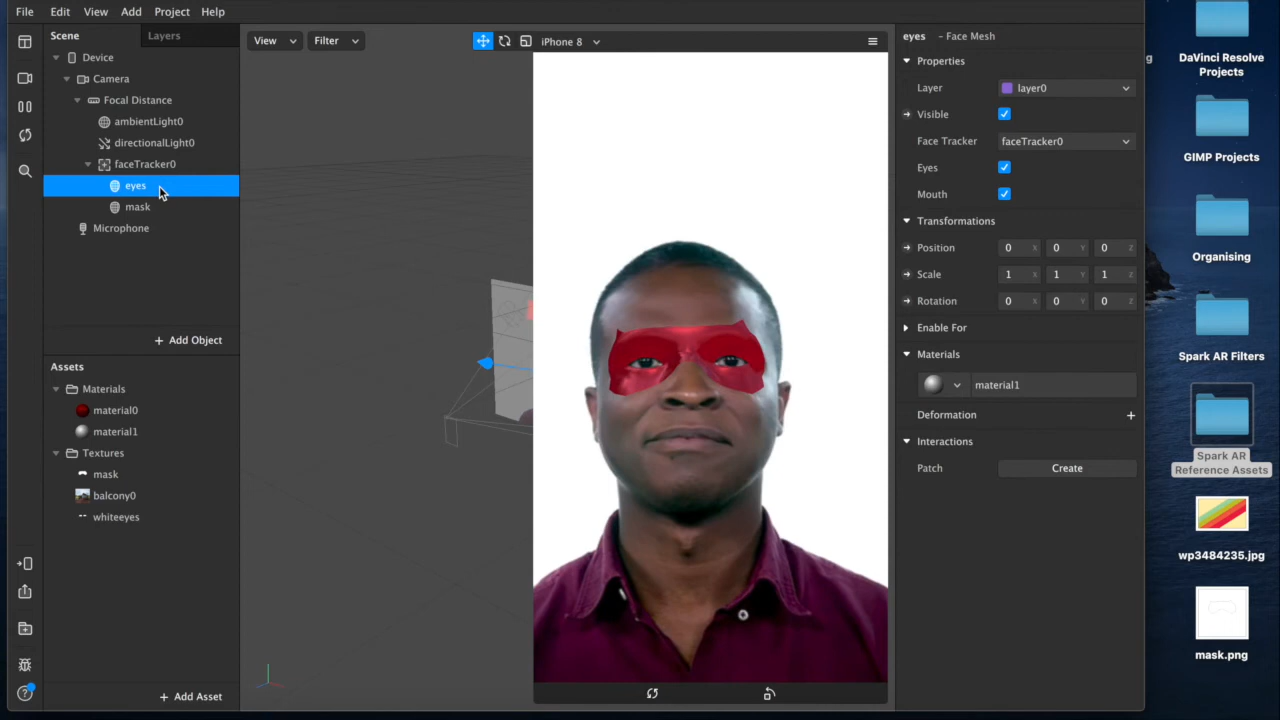 File Edit View Add Project Help
Scene Layers
Device
Camera
Focal Distance
ambientLight0
directionalLight0
faceTracker0
eyes
mask
Microphone
+ Add Object
Assets
Materials
material0
material1
Textures
mask
balcony0
whiteeyes
+ Add Asset
View Filter
iPhone 8
eyes - Face Mesh
Properties
Layer layer0
Visible
Face Tracker faceTracker0
Eyes
Mouth
Transformations
Position 0 X 0 Y 0 Z
Scale 1 X 1 Y 1 Z
Rotation 0 X 0 Y 0 Z
Enable For
Materials
material1
Deformation +
Interactions
Patch Create
DaVinci Resolve
Projects
GIMP Projects
Organising
Spark AR Filters
Spark AR
Reference Assets
wp3484235.jpg
mask.png